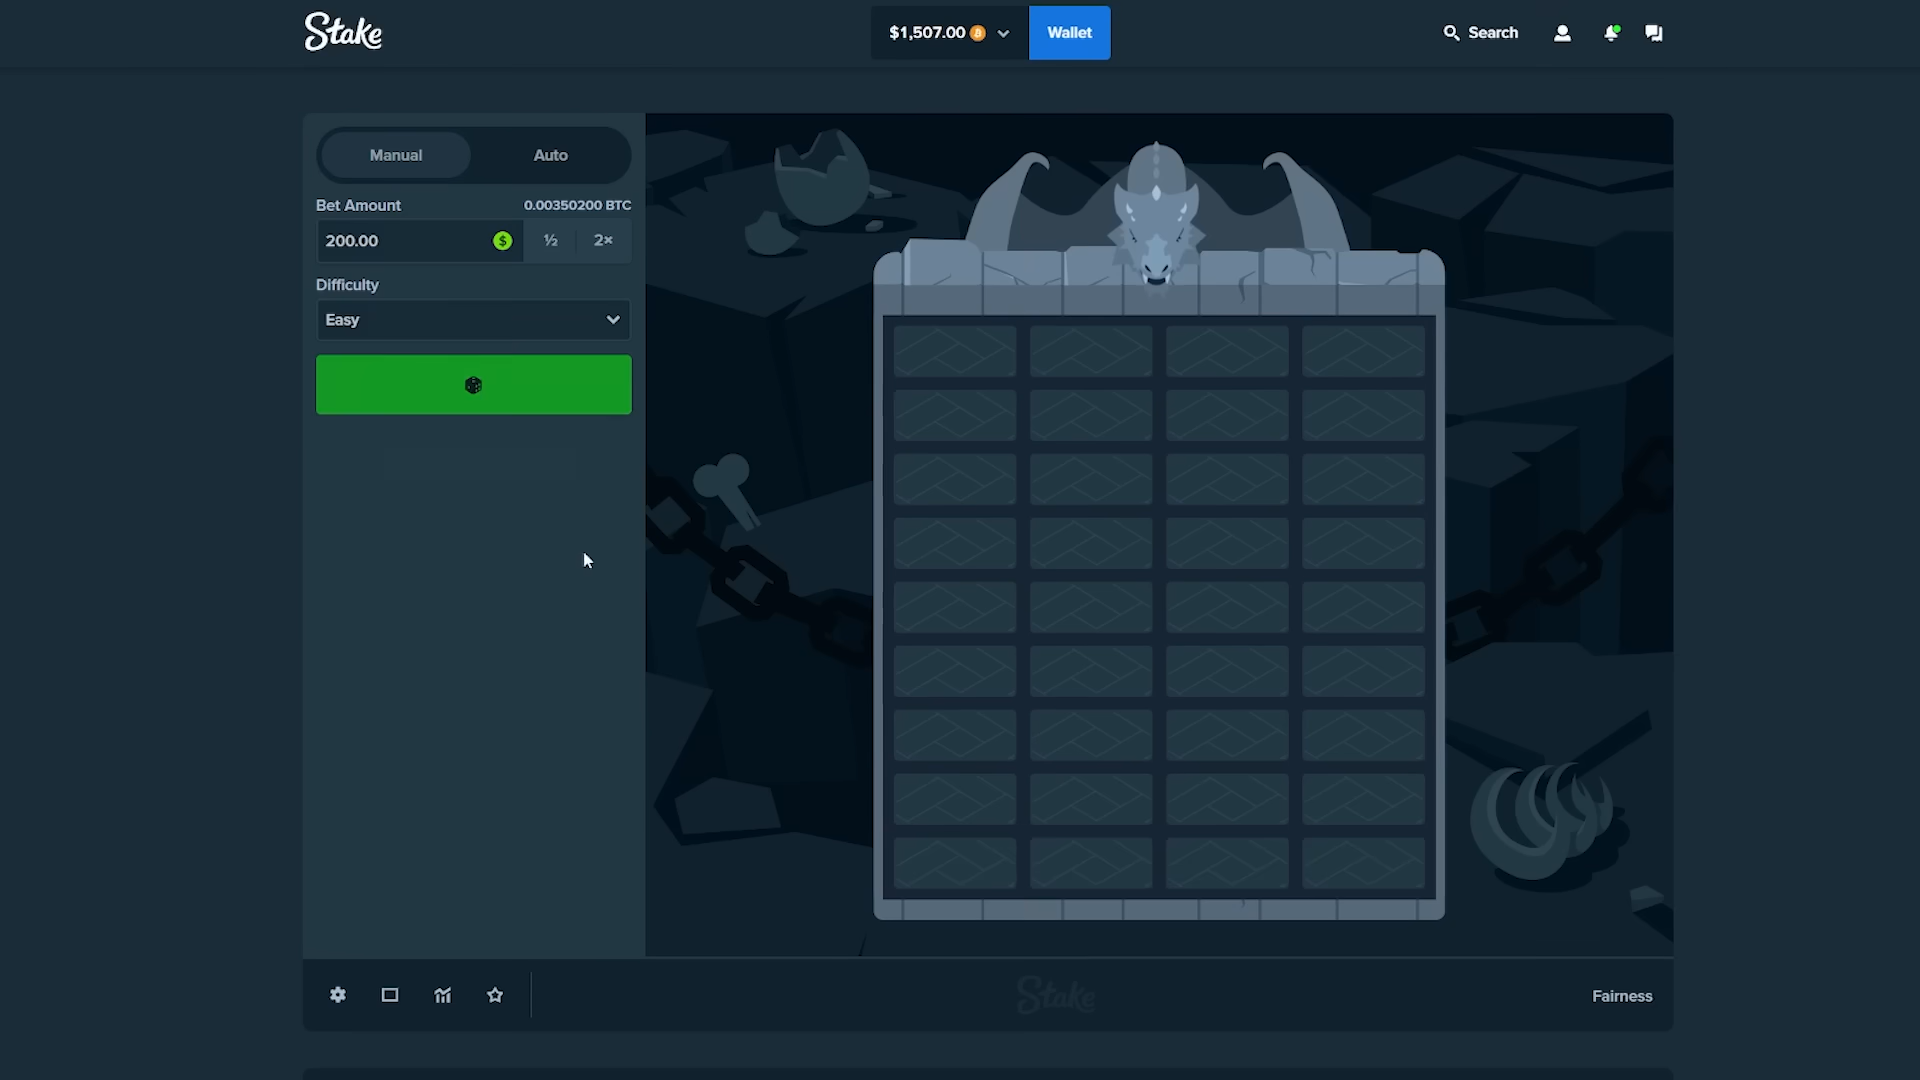 Stake
$1,507.00
Wallet
Search
Manual
Auto
Bet Amount
0.00350200 BTC
200.00
$
½
2×
Difficulty
Easy
Stake
Fairness